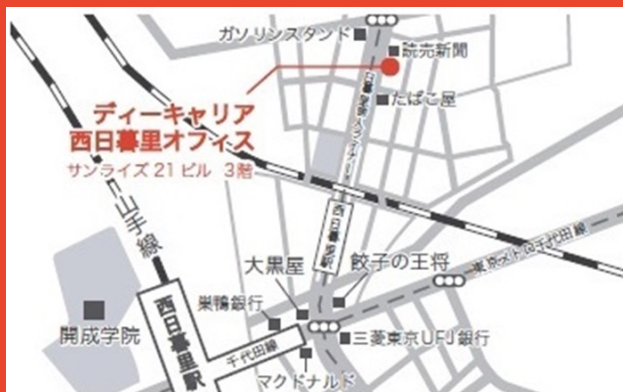 ガソリンスタンド
読売新聞
たばこ屋
ディーキャリア
西日暮里オフィス
サンライズ21ビル 3階
山手線
西日暮里駅
東京メトロ千代田線
大黒屋
餃子の王将
巣鴨銀行
開成学院
西日暮里駅
千代田線
三菱東京UFJ銀行
マクドナルド